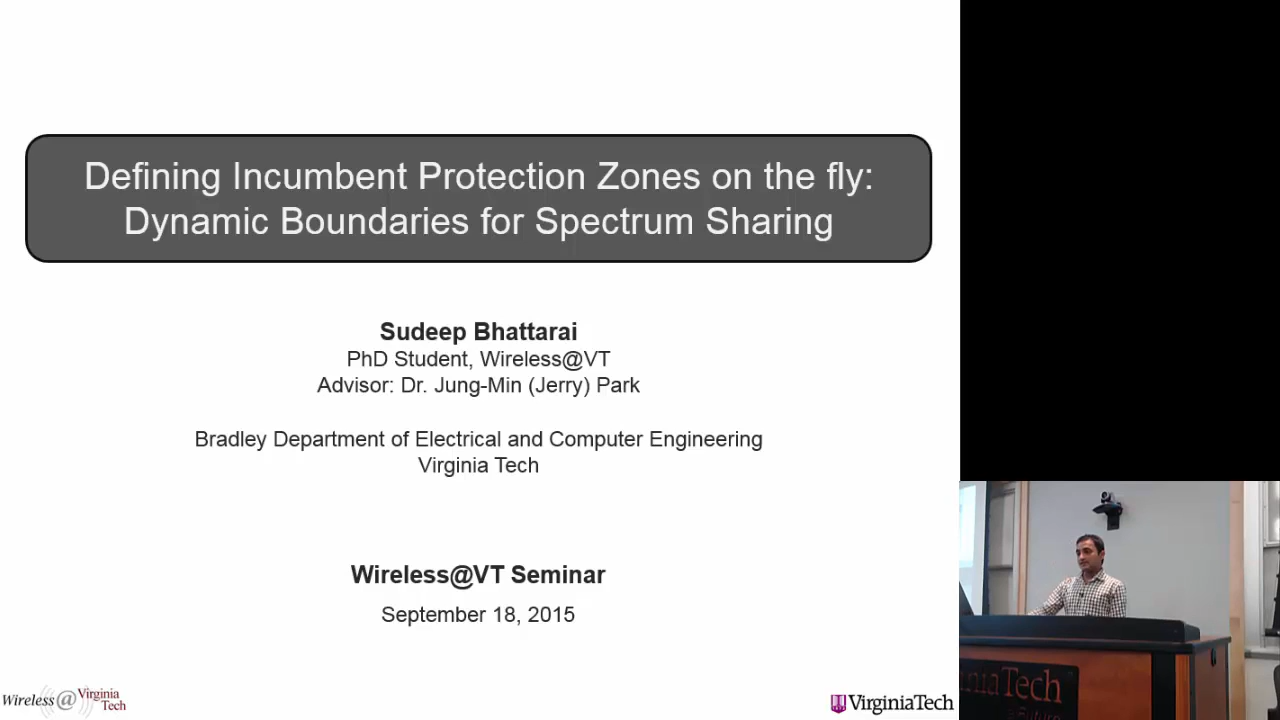 Defining Incumbent Protection Zones on the fly:
Dynamic Boundaries for Spectrum Sharing
Sudeep Bhattarai
PhD Student, Wireless@VT
Advisor: Dr. Jung-Min (Jerry) Park
Bradley Department of Electrical and Computer Engineering
Virginia Tech
Wireless@VT Seminar
September 18, 2015
Wireless@Virginia
Tech
VirginiaTech
iniaTech